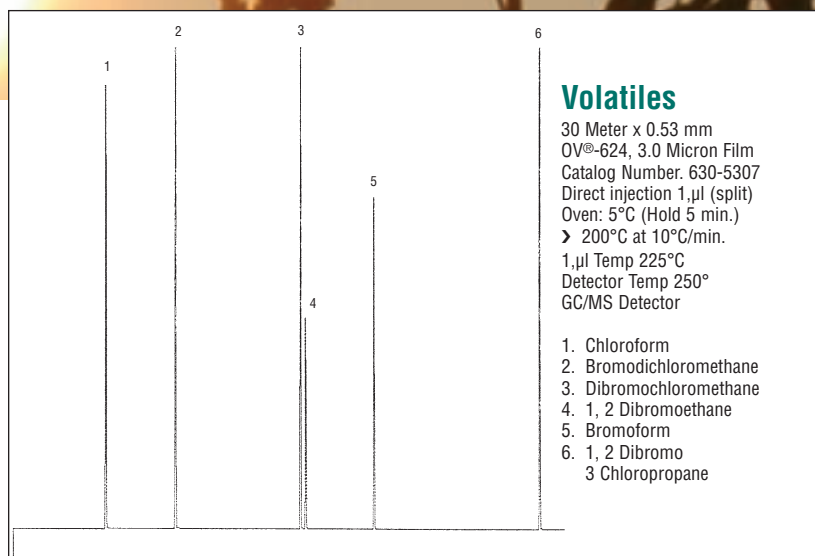 1
2
3
4
5
6
Volatiles
30 Meter x 0.53 mm
OV®-624, 3.0 Micron Film
Catalog Number. 630-5307
Direct injection 1,µl (split)
Oven: 5°C (Hold 5 min.)
› 200°C at 10°C/min.
1,µl Temp 225°C
Detector Temp 250°
GC/MS Detector
1. Chloroform
2. Bromodichloromethane
3. Dibromochloromethane
4. 1, 2 Dibromoethane
5. Bromoform
6. 1, 2 Dibromo
3 Chloropropane